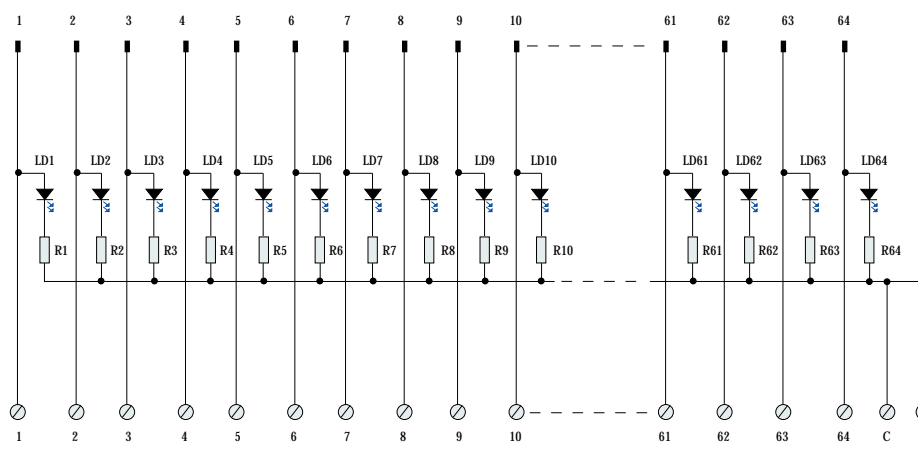 1 2 3 4 5 6 7 8 9 10 61 62 63 64
LD1 LD2 LD3 LD4 LD5 LD6 LD7 LD8 LD9 LD10 LD61 LD62 LD63 LD64
R1 R2 R3 R4 R5 R6 R7 R8 R9 R10 R61 R62 R63 R64
1 2 3 4 5 6 7 8 9 10 61 62 63 64 C